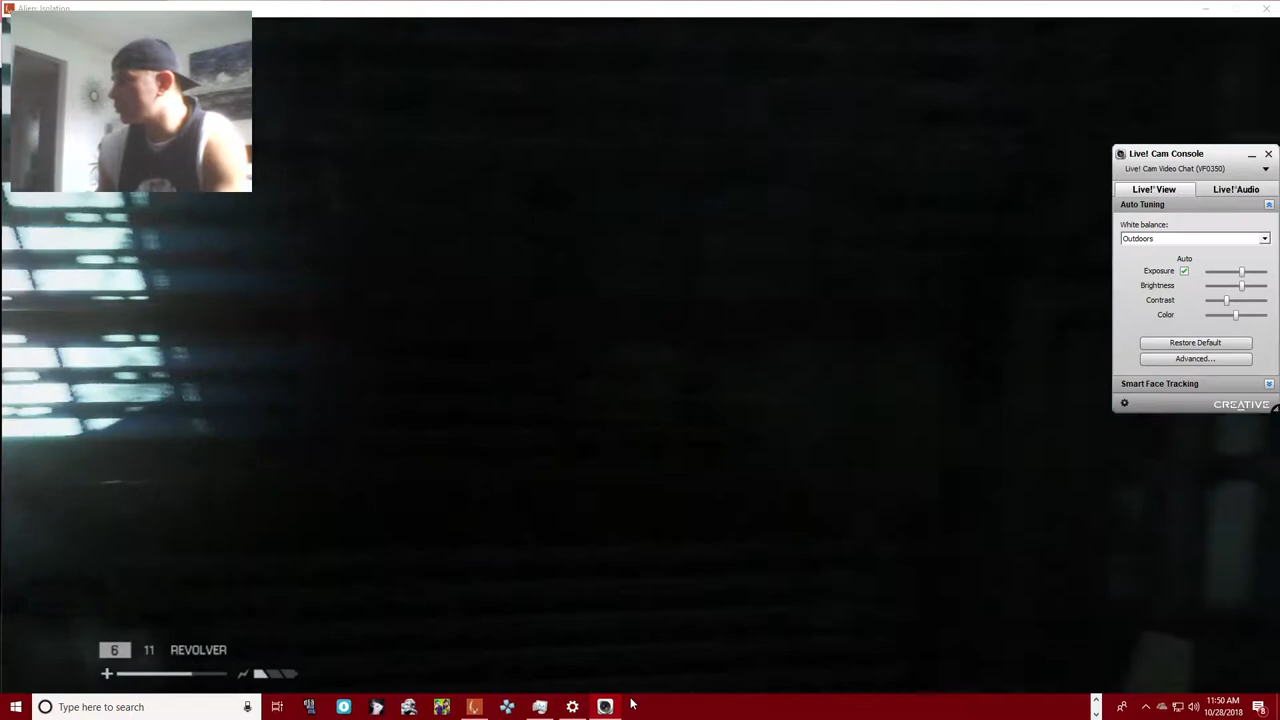 Alien: Isolation
Live! Cam Console
Live! Cam Video Chat (VF0350)
Live! View
Live! Audio
Auto Tuning
White balance:
Outdoors
Auto
Exposure
Brightness
Contrast
Color
Restore Default
Advanced...
Smart Face Tracking
CREATIVE
6 11 REVOLVER
Type here to search
11:50 AM
10/28/2018
8